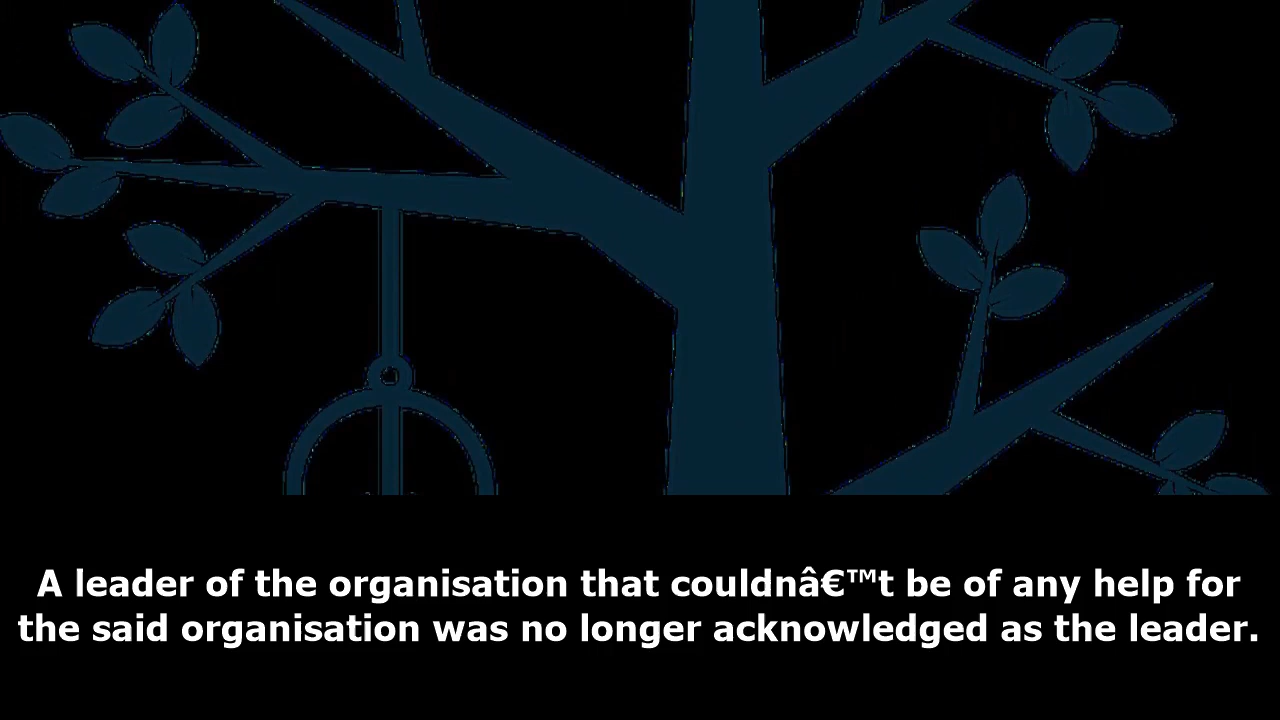 A leader of the organisation that couldnâ€™t be of any help for
the said organisation was no longer acknowledged as the leader.